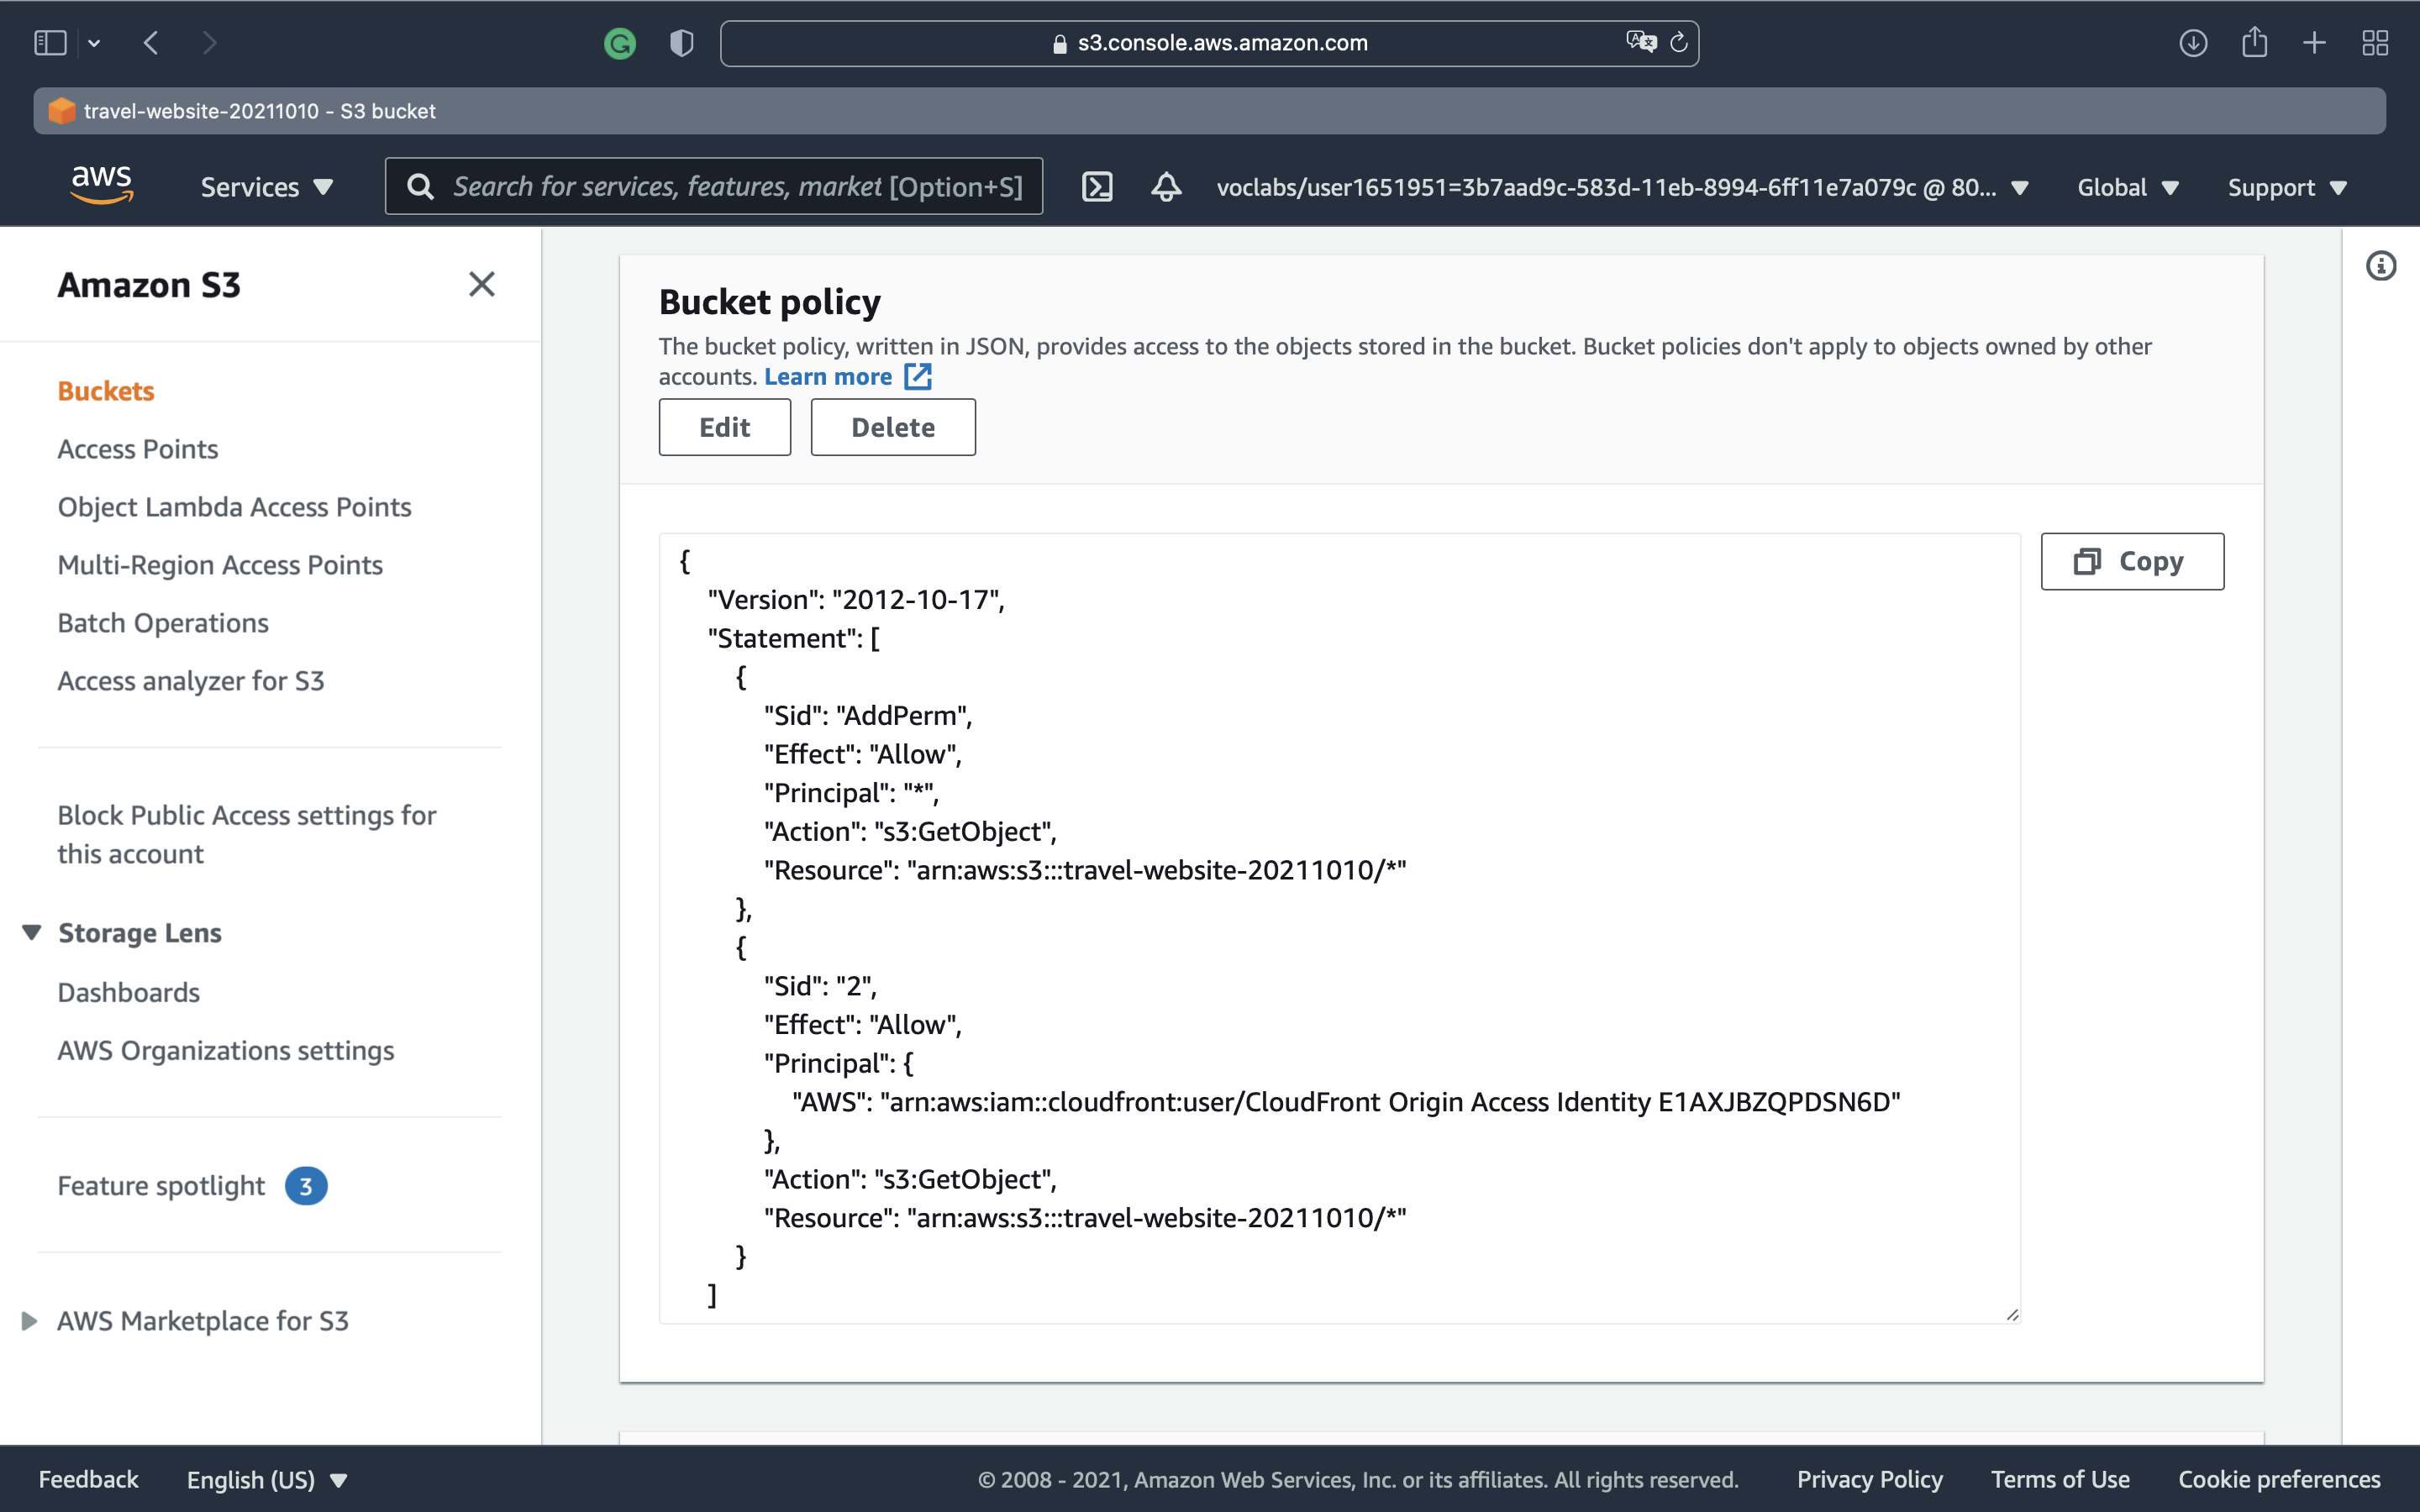 s3.console.aws.amazon.com
travel-website-20211010 - S3 bucket
aws
Services
Search for services, features, market [Option+S]
voclabs/user1651951=3b7aad9c-583d-11eb-8994-6ff11e7a079c @ 80...
Global
Support
Amazon S3
Buckets
Access Points
Object Lambda Access Points
Multi-Region Access Points
Batch Operations
Access analyzer for S3
Block Public Access settings for
this account
Storage Lens
Dashboards
AWS Organizations settings
Feature spotlight 3
AWS Marketplace for S3
Bucket policy
The bucket policy, written in JSON, provides access to the objects stored in the bucket. Bucket policies don't apply to objects owned by other
accounts. Learn more
Edit
Delete
Copy
{
"Version": "2012-10-17",
"Statement": [
{
"Sid": "AddPerm",
"Effect": "Allow",
"Principal": "*",
"Action": "s3:GetObject",
"Resource": "arn:aws:s3:::travel-website-20211010/*"
},
{
"Sid": "2",
"Effect": "Allow",
"Principal": {
"AWS": "arn:aws:iam::cloudfront:user/CloudFront Origin Access Identity E1AXJBZQPDSN6D"
},
"Action": "s3:GetObject",
"Resource": "arn:aws:s3:::travel-website-20211010/*"
}
]
Feedback
English (US)
© 2008 - 2021, Amazon Web Services, Inc. or its affiliates. All rights reserved.
Privacy Policy
Terms of Use
Cookie preferences